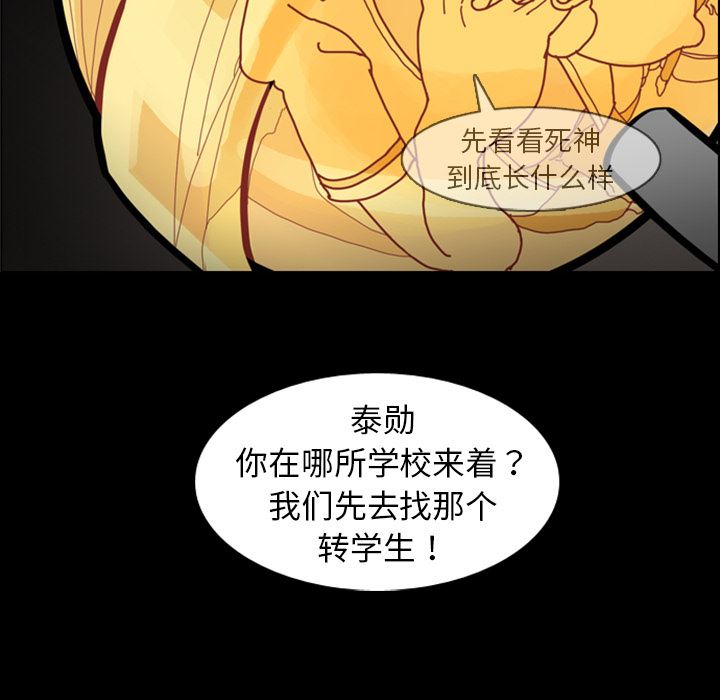 先看看死神
到底长什么样
泰勋
你在哪所学校来着？
我们先去找那个
转学生！